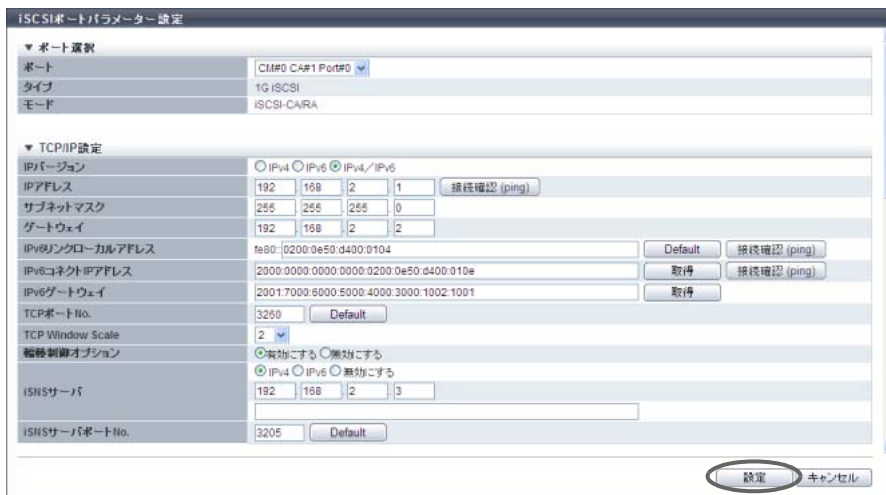 iSCSIポートパラメーター設定
▼ ポート選択
ポート CM#0 CA#1 Port#0
タイプ 1G iSCSI
モード iSCSI-CA/RA
▼ TCP/IP設定
IPバージョン IPv4 IPv6 IPv4／IPv6
IPアドレス 192 . 168 . 2 . 1 接続確認 (ping)
サブネットマスク 255 . 255 . 255 . 0
ゲートウェイ 192 . 168 . 2 . 2
IPv6リンクローカルアドレス fe80:: 0200:0e50:d400:0104 Default 接続確認 (ping)
IPv6コネクトIPアドレス 2000:0000:0000:0000:0200:0e50:d400:010e 取得 接続確認 (ping)
IPv6ゲートウェイ 2001:7000:6000:5000:4000:3000:1002:1001 取得
TCPポートNo. 3260 Default
TCP Window Scale 2
輻輳制御オプション 有効にする 無効にする
IPv4 IPv6 無効にする
iSNSサーバ 192 . 168 . 2 . 3
iSNSサーバポートNo. 3205 Default
設定 キャンセル